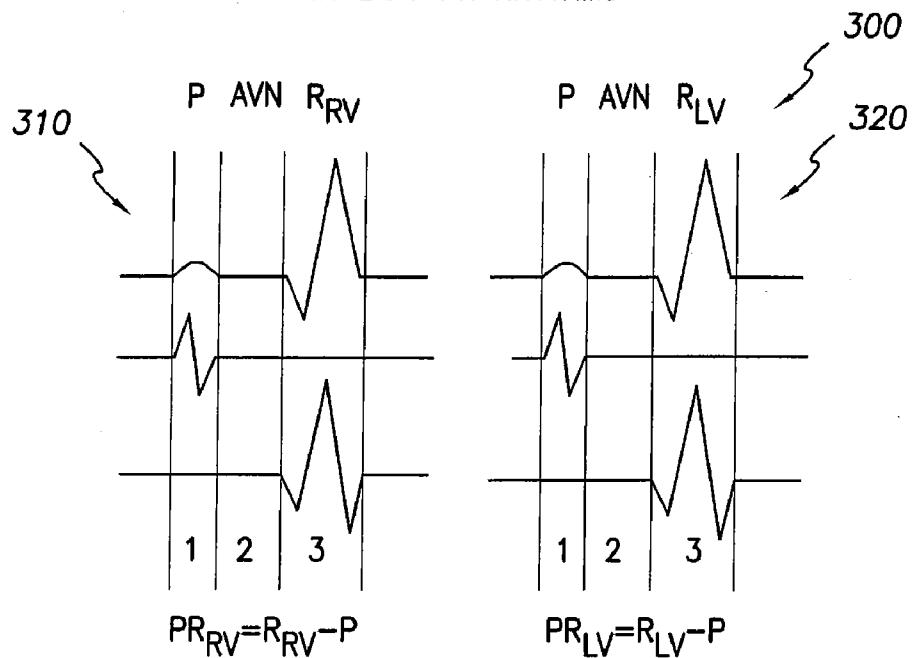 300
P AVN R_RV
P AVN R_LV
310
320
1 2 3
1 2 3
PR_RV=R_RV-P
PR_LV=R_LV-P